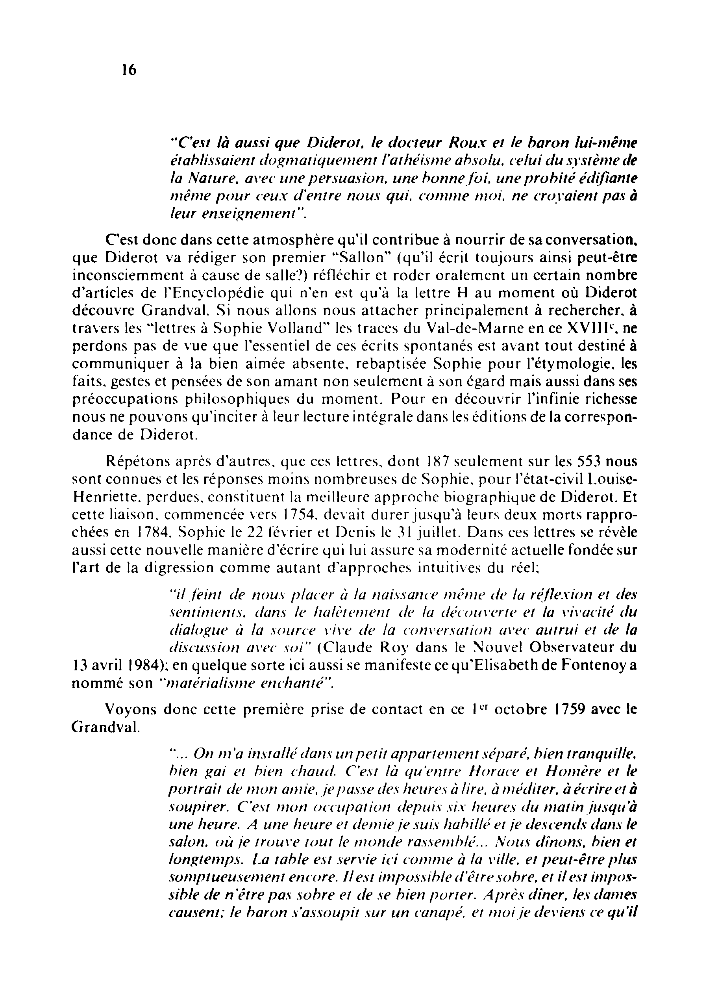 16
“C'est là aussi que Diderot, le docteur Roux et le baron lui-même
établissaient dogmatiquement l'athéisme absolu, celui du système de
la Nature, avec une persuasion, une bonne foi, une probité édifiante
même pour ceux d'entre nous qui, comme moi, ne croyaient pas à
leur enseignement”.
C'est donc dans cette atmosphère qu'il contribue à nourrir de sa conversation,
que Diderot va rédiger son premier “Sallon” (qu'il écrit toujours ainsi peut-être
inconsciemment à cause de salle?) réfléchir et roder oralement un certain nombre
d'articles de l'Encyclopédie qui n'en est qu'à la lettre H au moment où Diderot
découvre Grandval. Si nous allons nous attacher principalement à rechercher, à
travers les “lettres à Sophie Volland” les traces du Val-de-Marne en ce XVIIIe, ne
perdons pas de vue que l'essentiel de ces écrits spontanés est avant tout destiné à
communiquer à la bien aimée absente, rebaptisée Sophie pour l'étymologie, les
faits, gestes et pensées de son amant non seulement à son égard mais aussi dans ses
préoccupations philosophiques du moment. Pour en découvrir l'infinie richesse
nous ne pouvons qu'inciter à leur lecture intégrale dans les éditions de la correspon-
dance de Diderot.
Répétons après d'autres, que ces lettres, dont 187 seulement sur les 553 nous
sont connues et les réponses moins nombreuses de Sophie, pour l'état-civil Louise-
Henriette, perdues, constituent la meilleure approche biographique de Diderot. Et
cette liaison, commencée vers 1754, devait durer jusqu'à leurs deux morts rappro-
chées en 1784, Sophie le 22 février et Denis le 31 juillet. Dans ces lettres se révèle
aussi cette nouvelle manière d'écrire qui lui assure sa modernité actuelle fondée sur
l'art de la digression comme autant d'approches intuitives du réel;
“il feint de nous placer à la naissance même de la réflexion et des
sentiments, dans le halètement de la découverte et la vivacité du
dialogue à la source vive de la conversation avec autrui et de la
discussion avec soi” (Claude Roy dans le Nouvel Observateur du
13 avril 1984); en quelque sorte ici aussi se manifeste ce qu'Elisabeth de Fontenoy a
nommé son “matérialisme enchanté”.
Voyons donc cette première prise de contact en ce 1er octobre 1759 avec le
Grandval.
“... On m'a installé dans un petit appartement séparé, bien tranquille,
bien gai et bien chaud. C'est là qu'entre Horace et Homère et le
portrait de mon amie, je passe des heures à lire, à méditer, à écrire et à
soupirer. C'est mon occupation depuis six heures du matin jusqu'à
une heure. A une heure et demie je suis habillé et je descends dans le
salon, où je trouve tout le monde rassemblé... Nous dînons, bien et
longtemps. La table est servie ici comme à la ville, et peut-être plus
somptueusement encore. Il est impossible d'être sobre, et il est impos-
sible de n'être pas sobre et de se bien porter. Après dîner, les dames
causent; le baron s'assoupit sur un canapé, et moi je deviens ce qu'il